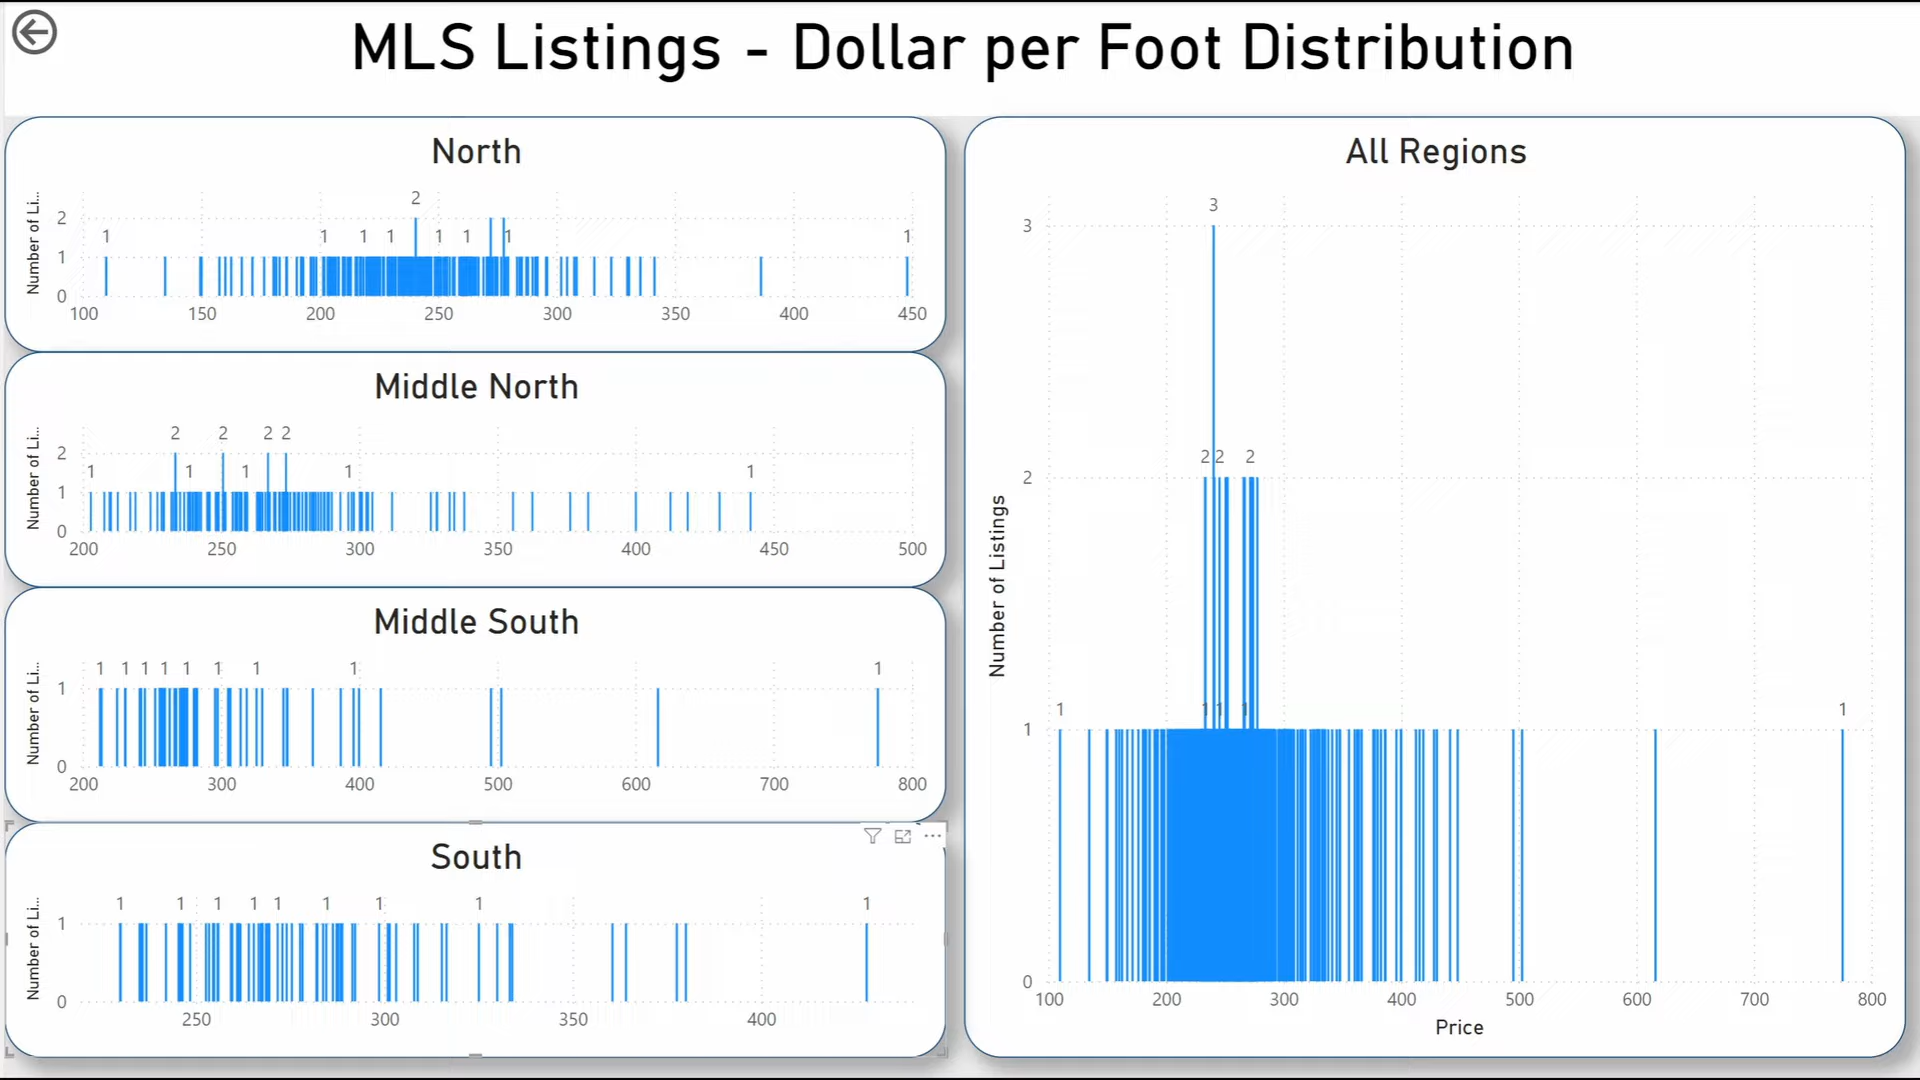 MLS Listings - Dollar per Foot Distribution
North
Number of Li...
2
1
0
1 1 1 1 2 1 1 1 1
100 150 200 250 300 350 400 450
Middle North
Number of Li...
2
1
0
1 2 1 2 1 2 2 1 1
200 250 300 350 400 450 500
Middle South
Number of Li...
1
0
1 1 1 1 1 1 1 1 1
200 300 400 500 600 700 800
South
Number of Li...
1
0
1 1 1 1 1 1 1 1 1
250 300 350 400
All Regions
Number of Listings
3
2
1
0
3
2 2 2
1 1 1 1 1
100 200 300 400 500 600 700 800
Price